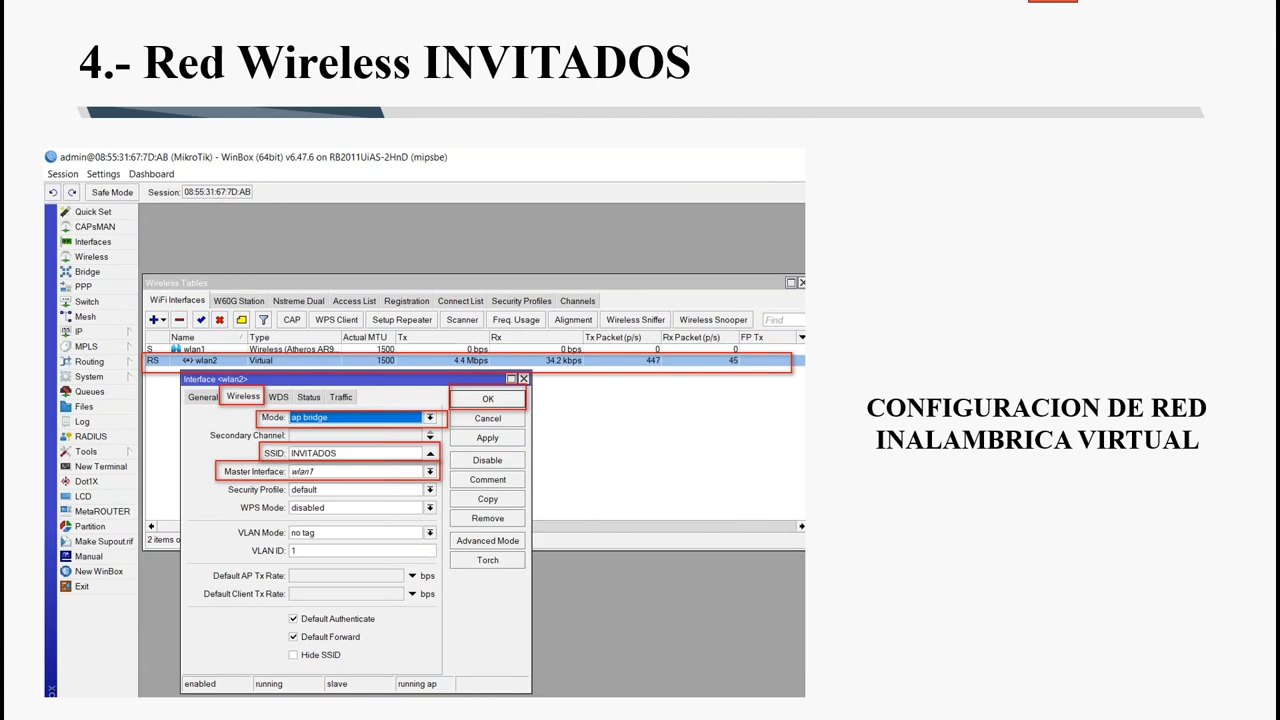 4.- Red Wireless INVITADOS
admin@08:55:31:67:7D:AB (MikroTik) - WinBox (64bit) v6.47.6 on RB2011UiAS-2HnD (mipsbe)
Session Settings Dashboard
Safe Mode Session: 08:55:31:67:7D:AB
Quick Set
CAPsMAN
Interfaces
Wireless
Bridge
PPP
Switch
Mesh
IP
MPLS
Routing
System
Queues
Files
Log
RADIUS
Tools
New Terminal
Dot1X
LCD
MetaROUTER
Partition
Make Supout.rif
Manual
New WinBox
Exit
Wireless Tables
WiFi Interfaces W60G Station Nstreme Dual Access List Registration Connect List Security Profiles Channels
CAP WPS Client Setup Repeater Scanner Freq. Usage Alignment Wireless Sniffer Wireless Snooper Find
Name Type Actual MTU Tx Rx Tx Packet (p/s) Rx Packet (p/s) FP Tx
S wlan1 Wireless (Atheros AR9... 1500 0 bps 0 bps 0 0
RS wlan2 Virtual 1500 4.4 Mbps 34.2 kbps 447 45
2 items o
Interface <wlan2>
General Wireless WDS Status Traffic
Mode: ap bridge
Secondary Channel:
SSID: INVITADOS
Master Interface: wlan1
Security Profile: default
WPS Mode: disabled
VLAN Mode: no tag
VLAN ID: 1
Default AP Tx Rate: bps
Default Client Tx Rate: bps
Default Authenticate
Default Forward
Hide SSID
OK
Cancel
Apply
Disable
Comment
Copy
Remove
Advanced Mode
Torch
enabled running slave running ap
CONFIGURACION DE RED
INALAMBRICA VIRTUAL